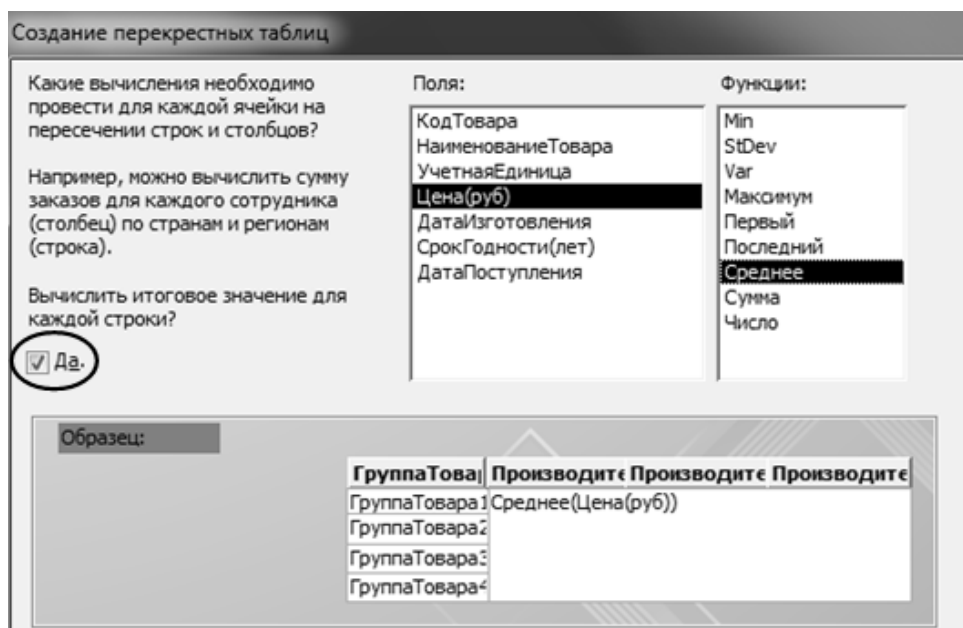 Создание перекрестных таблиц
Какие вычисления необходимо
провести для каждой ячейки на
пересечении строк и столбцов?
Например, можно вычислить сумму
заказов для каждого сотрудника
(столбец) по странам и регионам
(строка).
Вычислить итоговое значение для
каждой строки?
Да.
Поля:
КодТовара
НаименованиеТовара
УчетнаяЕдиница
Цена(руб)
ДатаИзготовления
СрокГодности(лет)
ДатаПоступления
Функции:
Min
StDev
Var
Максимум
Первый
Последний
Среднее
Сумма
Число
Образец:
ГруппаТова Производите Производите Производите
ГруппаТовара1 Среднее(Цена(руб))
ГруппаТовара2
ГруппаТовара3
ГруппаТовара4